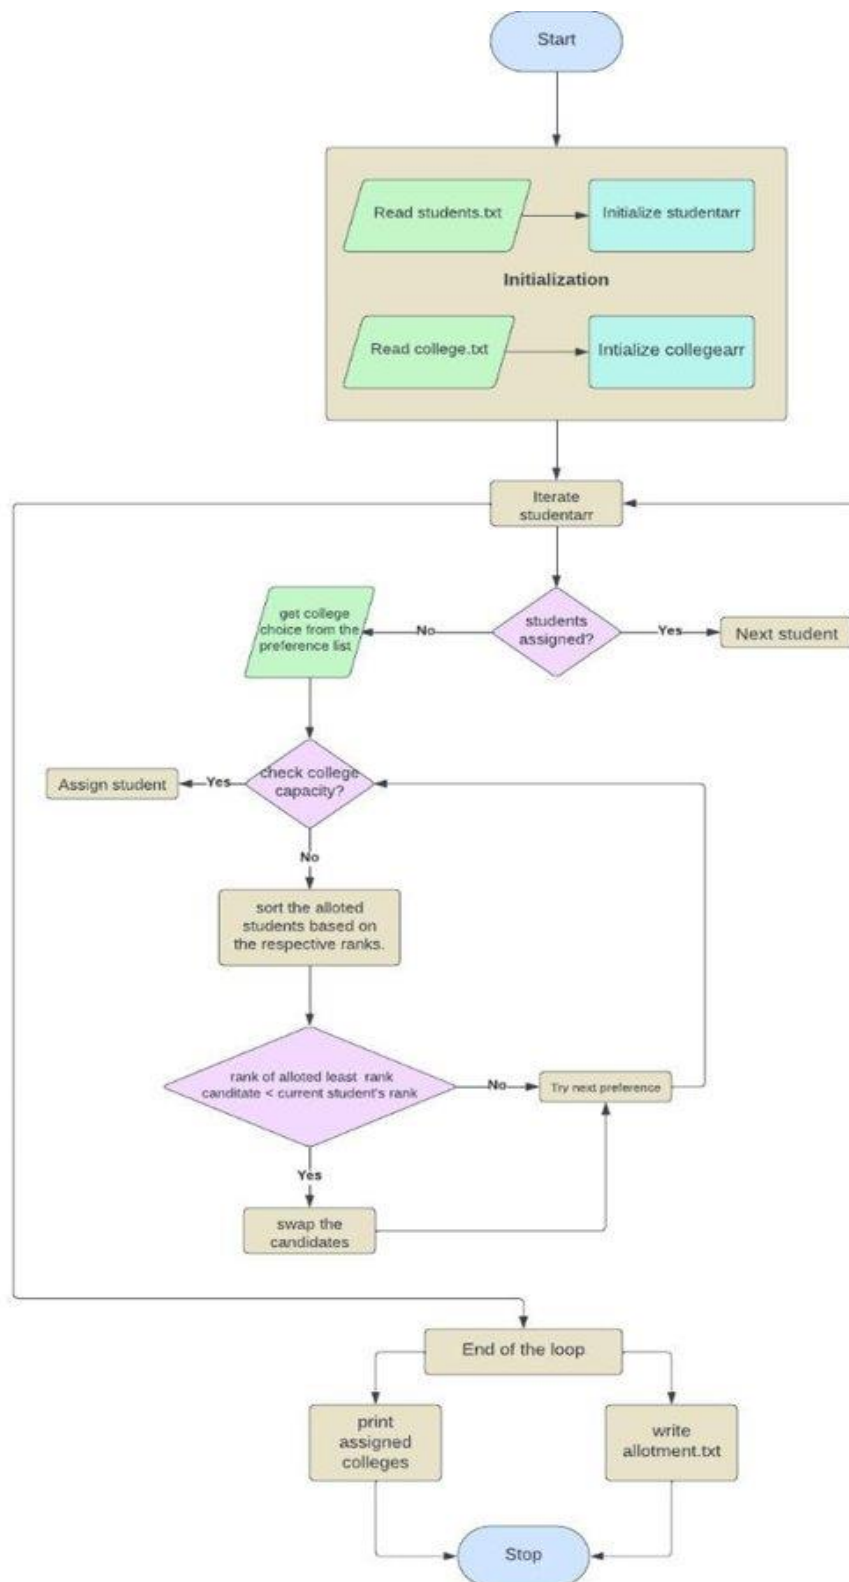 Start
Read students.txt
Initialize studentarr
Initialization
Read college.txt
Intialize collegearr
Iterate
studentarr
students
assigned?
No
Yes
Next student
get college
choice from the
preference list
check college
capacity?
Yes
Assign student
No
sort the alloted
students based on
the respective ranks.
rank of alloted least rank
canditate < current student's rank
No
Try next preference
Yes
swap the
candidates
End of the loop
print
assigned
colleges
write
allotment.txt
Stop